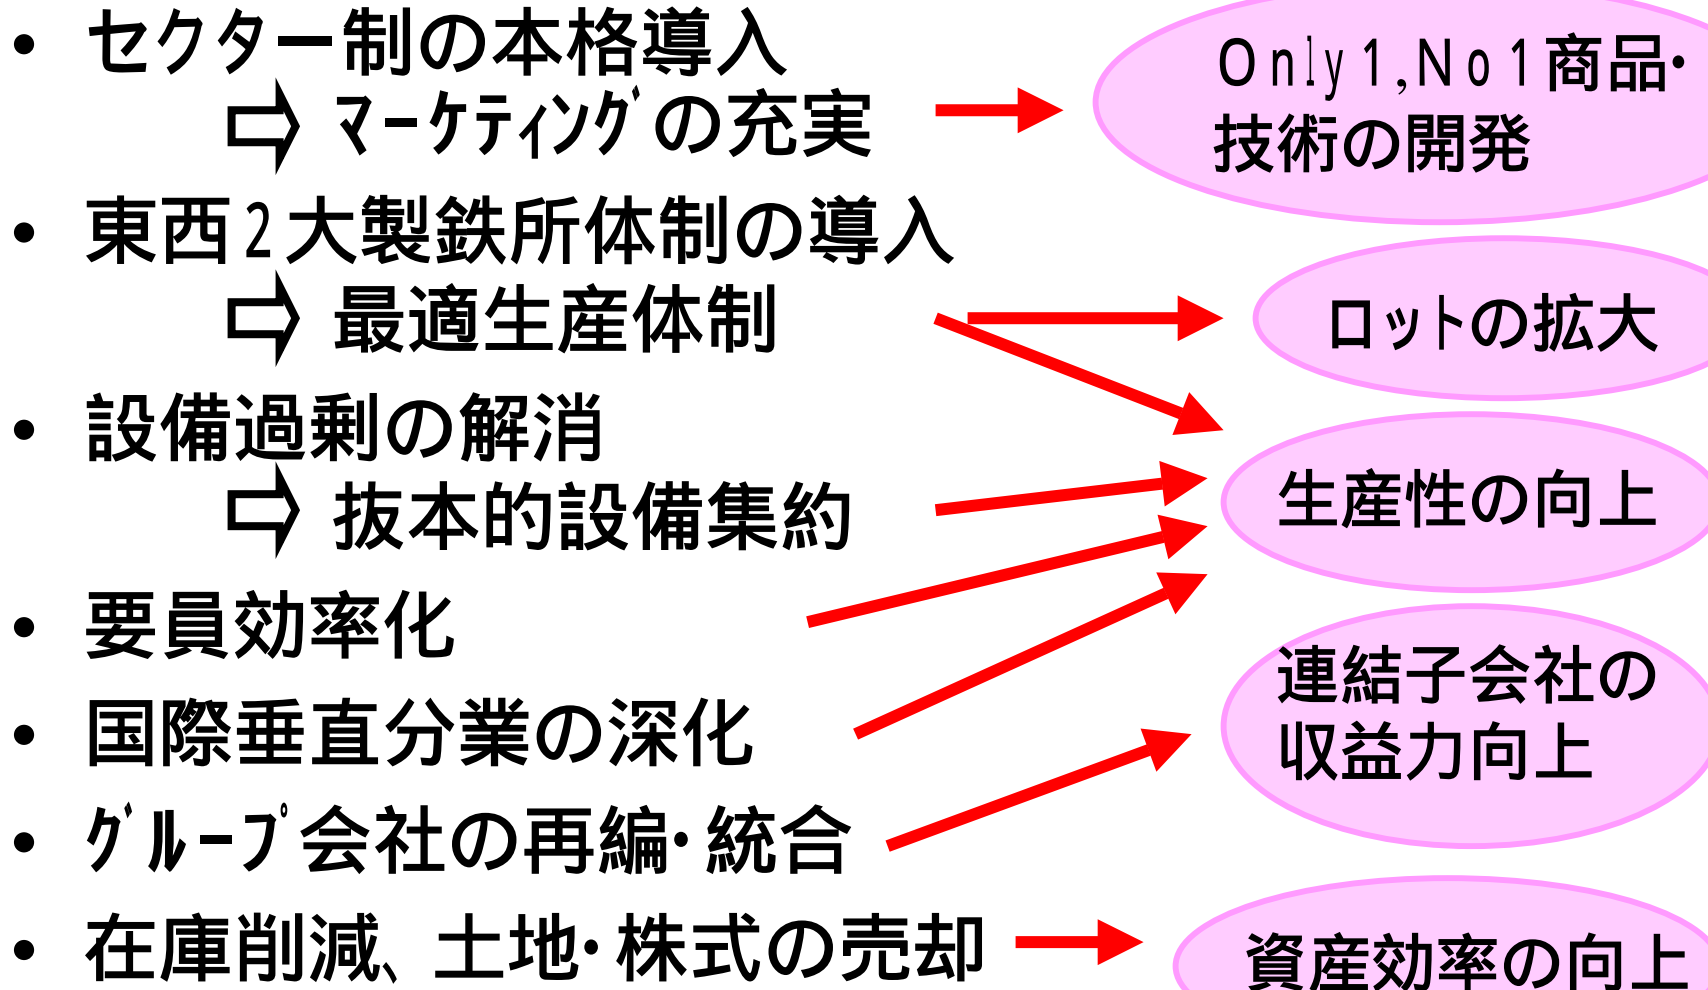 • セクター制の本格導入
⇨ ﾏｰｹﾃｨﾝｸﾞの充実
• 東西2大製鉄所体制の導入
⇨ 最適生産体制
• 設備過剰の解消
⇨ 抜本的設備集約
• 要員効率化
• 国際垂直分業の深化
• ｸﾞﾙｰﾌﾟ会社の再編・統合
• 在庫削減、土地・株式の売却
Only1,No1商品・
技術の開発
ロットの拡大
生産性の向上
連結子会社の
収益力向上
資産効率の向上